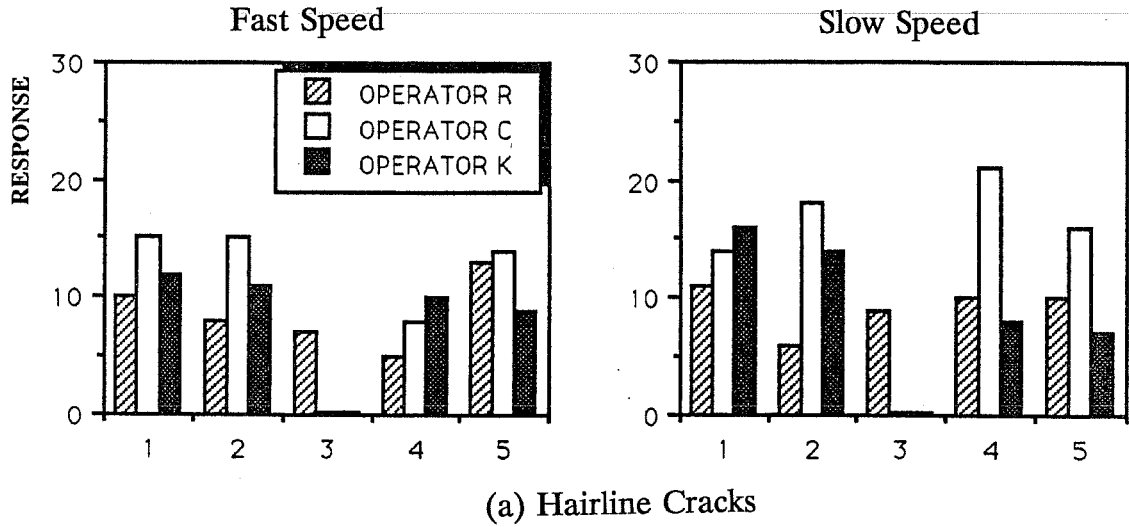 Fast Speed
Slow Speed
RESPONSE
30
20
10
0
OPERATOR R
OPERATOR C
OPERATOR K
1 2 3 4 5
30
20
10
0
1 2 3 4 5
(a) Hairline Cracks